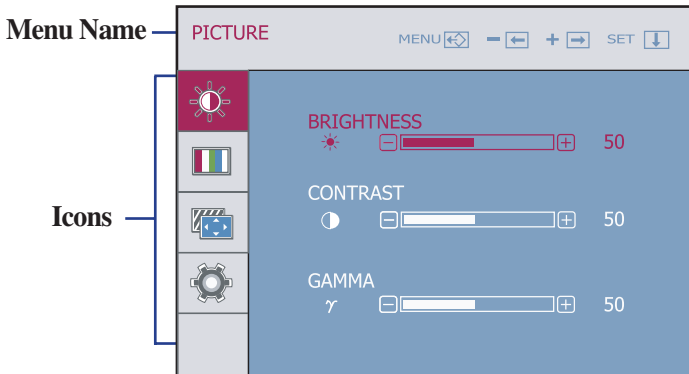 Menu Name
PICTURE MENU - + SET
Icons
BRIGHTNESS
50
CONTRAST
50
GAMMA
γ 50